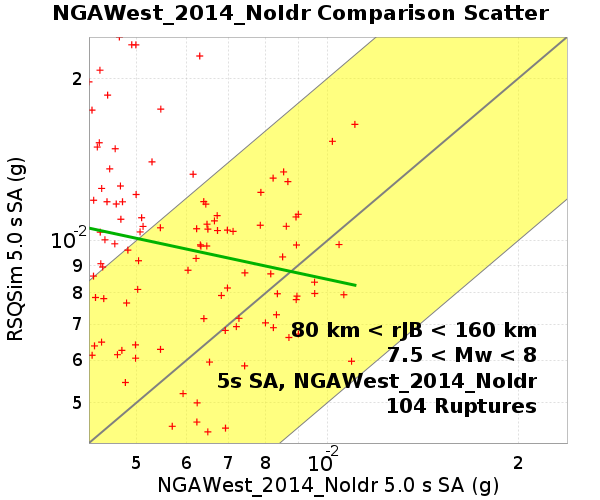 NGAWest_2014_NoIdr Comparison Scatter
RSQSim 5.0 s SA (g)
2
10-2
9
8
7
6
5
80 km < rJB < 160 km
7.5 < Mw < 8
5s SA, NGAWest_2014_NoIdr
104 Ruptures
5 6 7 8 10-2 2
NGAWest_2014_NoIdr 5.0 s SA (g)